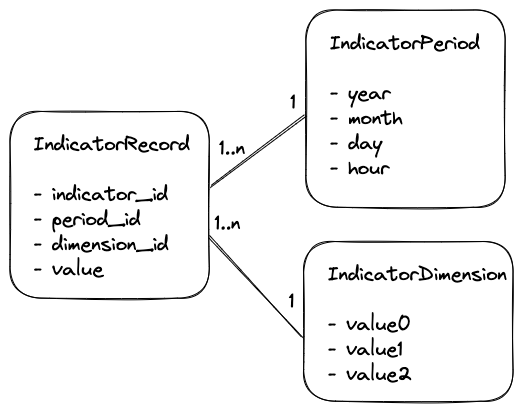 IndicatorPeriod
- year
- month
- day
- hour
1
1..n
IndicatorRecord
- indicator_id
- period_id
- dimension_id
- value
1..n
1
IndicatorDimension
- value0
- value1
- value2